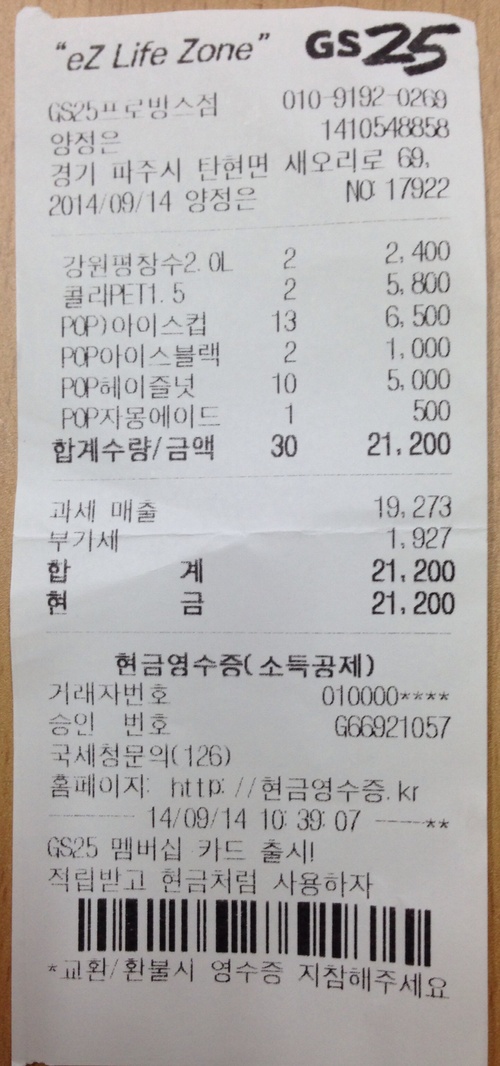 "eZ Life Zone" GS25
GS25프로빙스점 010-9192-0269
양정은 1410548858
경기 파주시 탄현면 새오리로 69,
2014/09/14 양정은 NO: 17922
강원평창수2.0L 2 2,400
콜라PET1.5 2 5,800
POP)아이스컵 13 6,500
POP아이스블랙 2 1,000
POP헤이즐넛 10 5,000
POP자몽에이드 1 500
합계수량/금액 30 21,200
과세 매출 19,273
부가세 1,927
합 계 21,200
현 금 21,200
현금영수증(소득공제)
거래자번호 010000****
승인 번호 G66921057
국세청문의(126)
홈페이지: http://현금영수증.kr
14/09/14 10:39:07 **
GS25 멤버십 카드 출시!
적립받고 현금처럼 사용하자
*교환/환불시 영수증 지참해주세요